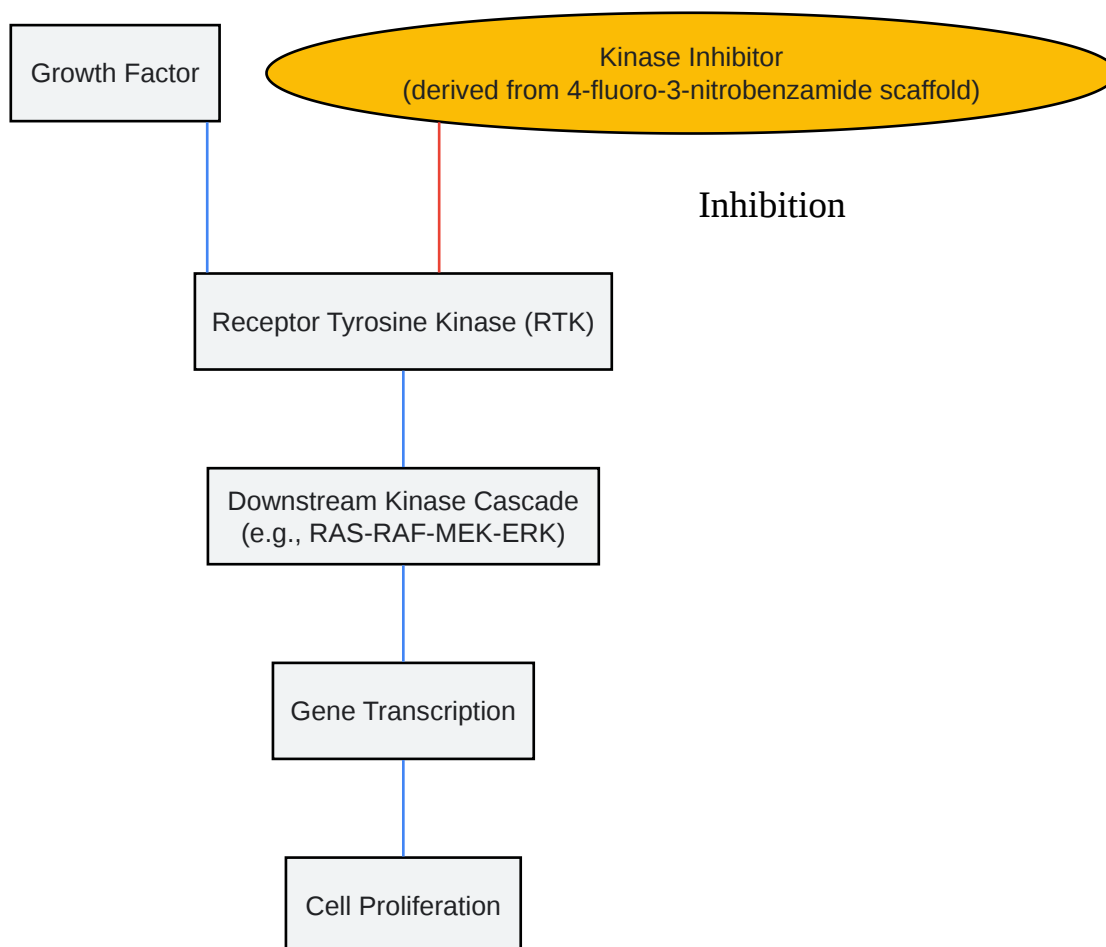 Growth Factor
Kinase Inhibitor
(derived from 4-fluoro-3-nitrobenzamide scaffold)
Inhibition
Receptor Tyrosine Kinase (RTK)
Downstream Kinase Cascade
(e.g., RAS-RAF-MEK-ERK)
Gene Transcription
Cell Proliferation